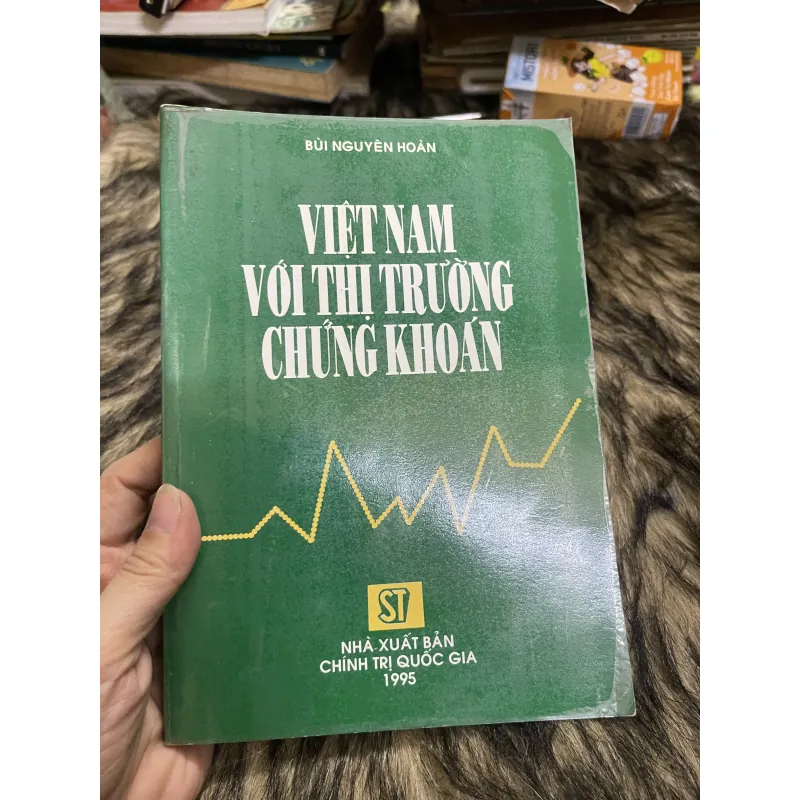 MISTORI
BÙI NGUYÊN HOÀN
VIỆT NAM
VỚI THỊ TRƯỜNG
CHỨNG KHOÁN
ST
NHÀ XUẤT BẢN
CHÍNH TRỊ QUỐC GIA
1995